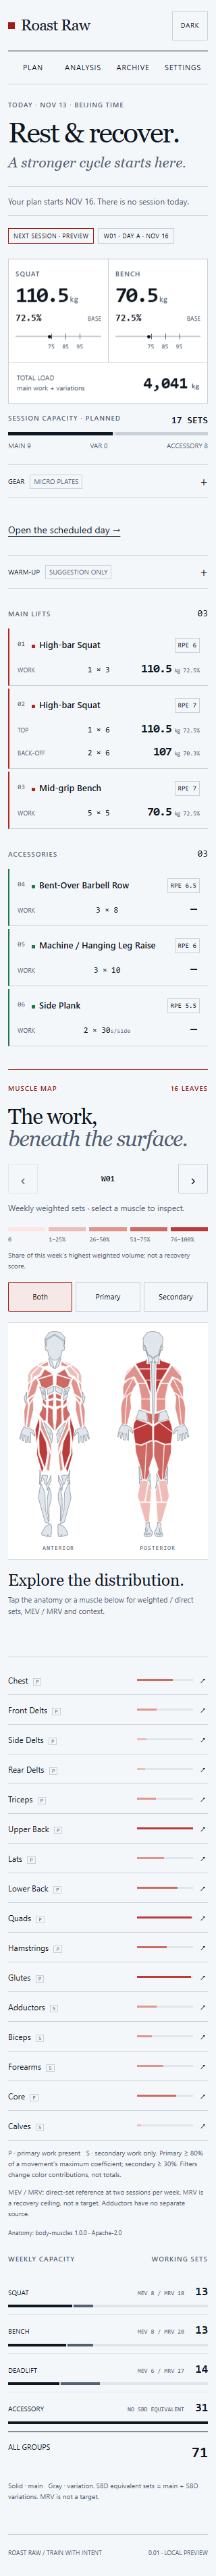 Roast Raw
DARK
PLAN ANALYSIS ARCHIVE SETTINGS
TODAY · NOV 13 · BEIJING TIME
Rest & recover.
A stronger cycle starts here.
Your plan starts NOV 16. There is no session today.
NEXT SESSION · PREVIEW W01 · DAY A · NOV 16
SQUAT BENCH
110.5 kg 70.5 kg
72.5% BASE 72.5% BASE
75 85 95 75 85 95
TOTAL LOAD
main work + variations
4,041 kg
SESSION CAPACITY · PLANNED 17 SETS
MAIN 9 VAR 0 ACCESSORY 8
GEAR MICRO PLATES +
Open the scheduled day →
WARM-UP SUGGESTION ONLY +
MAIN LIFTS 03
01 High-bar Squat RPE 6
WORK 1 × 3 110.5 kg 72.5%
02 High-bar Squat RPE 7
TOP 1 × 6 110.5 kg 72.5%
BACK-OFF 2 × 6 107 kg 70.3%
03 Mid-grip Bench RPE 7
WORK 5 × 5 70.5 kg 72.5%
ACCESSORIES 03
04 Bent-Over Barbell Row RPE 6.5
WORK 3 × 8 —
05 Machine / Hanging Leg Raise RPE 6
WORK 3 × 10 —
06 Side Plank RPE 5.5
WORK 2 × 30s/side —
MUSCLE MAP 16 LEAVES
The work,
beneath the surface.
‹ W01 ›
Weekly weighted sets · select a muscle to inspect.
0 1–25% 26–50% 51–75% 76–100%
Share of this week's highest weighted volume; not a recovery
score.
Both Primary Secondary
ANTERIOR POSTERIOR
Explore the distribution.
Tap the anatomy or a muscle below for weighted / direct
sets, MEV / MRV and context.
Chest P ↗
Front Delts P ↗
Side Delts P ↗
Rear Delts P ↗
Triceps P ↗
Upper Back P ↗
Lats P ↗
Lower Back P ↗
Quads P ↗
Hamstrings P ↗
Glutes P ↗
Adductors S ↗
Biceps S ↗
Forearms S ↗
Core P ↗
Calves S ↗
P · primary work present S · secondary work only. Primary ≥ 80%
of a movement's maximum coefficient; secondary ≥ 30%. Filters
change color contributions, not totals.
MEV / MRV: direct-set reference at two sessions per week. MRV is
a recovery ceiling, not a target. Adductors have no separate
source.
Anatomy: body-muscles 1.0.0 · Apache-2.0
WEEKLY CAPACITY WORKING SETS
SQUAT MEV 8 / MRV 18 13
BENCH MEV 8 / MRV 20 13
DEADLIFT MEV 6 / MRV 17 14
ACCESSORY NO SBD EQUIVALENT 31
ALL GROUPS 71
Solid · main Gray · variation. SBD equivalent sets = main + SBD
variations. MRV is not a target.
ROAST RAW / TRAIN WITH INTENT 0.01 · LOCAL PREVIEW